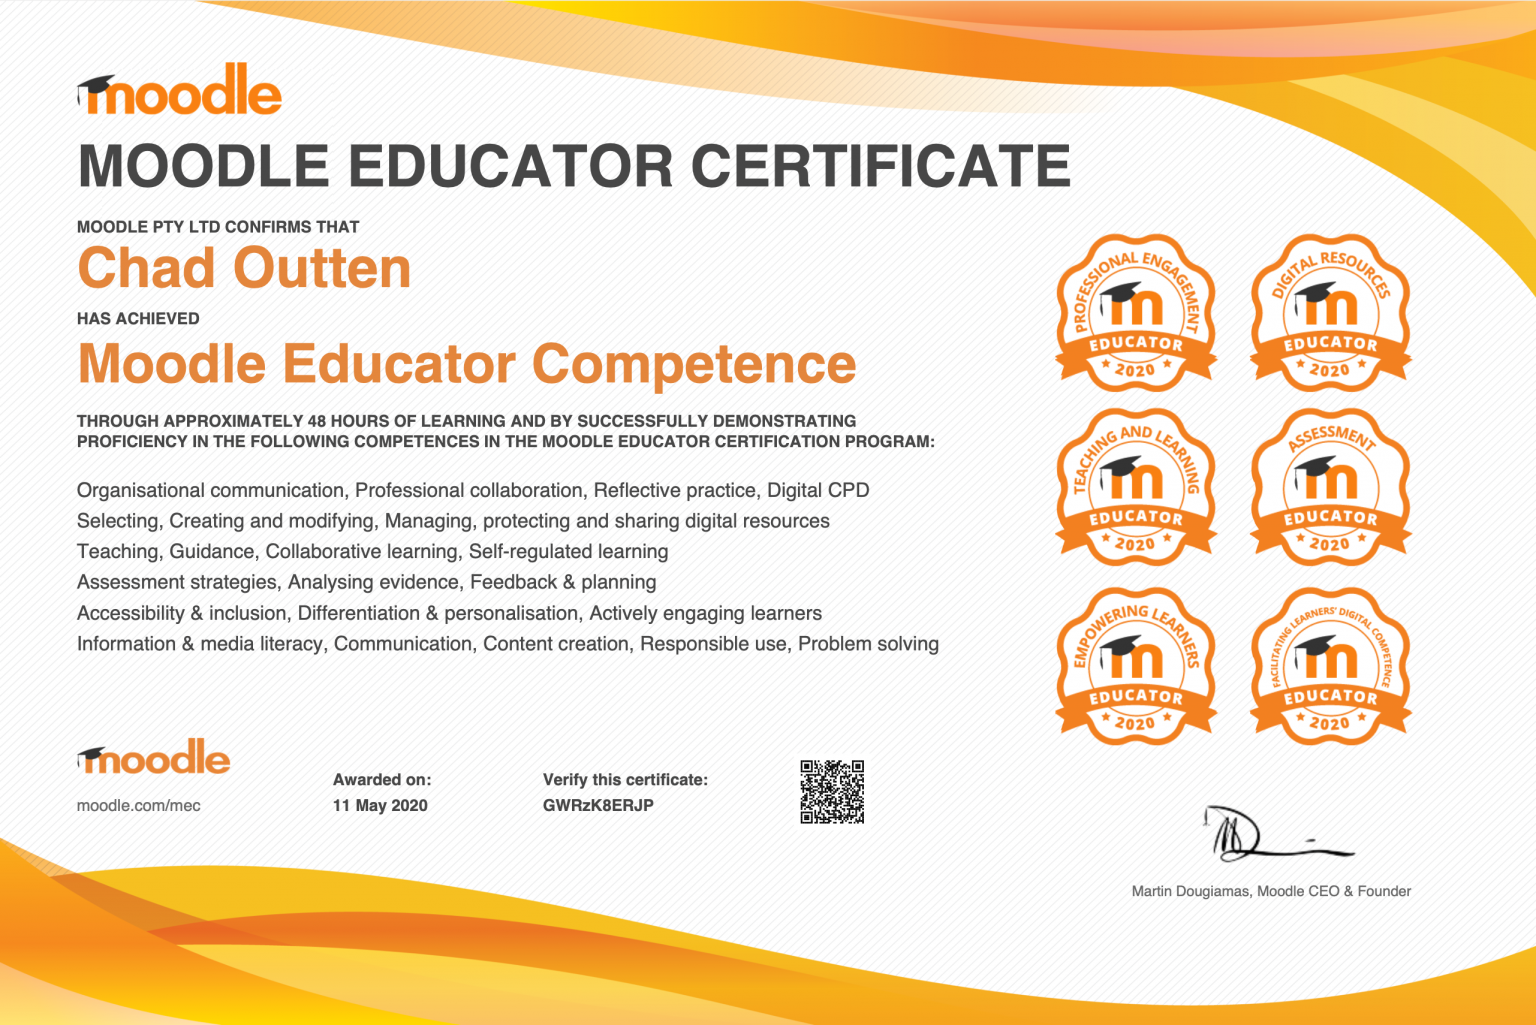 moodle
MOODLE EDUCATOR CERTIFICATE
MOODLE PTY LTD CONFIRMS THAT
Chad Outten
HAS ACHIEVED
Moodle Educator Competence
THROUGH APPROXIMATELY 48 HOURS OF LEARNING AND BY SUCCESSFULLY DEMONSTRATING
PROFICIENCY IN THE FOLLOWING COMPETENCES IN THE MOODLE EDUCATOR CERTIFICATION PROGRAM:
Organisational communication, Professional collaboration, Reflective practice, Digital CPD
Selecting, Creating and modifying, Managing, protecting and sharing digital resources
Teaching, Guidance, Collaborative learning, Self-regulated learning
Assessment strategies, Analysing evidence, Feedback & planning
Accessibility & inclusion, Differentiation & personalisation, Actively engaging learners
Information & media literacy, Communication, Content creation, Responsible use, Problem solving
PROFESSIONAL ENGAGEMENT
m
EDUCATOR
2020
DIGITAL RESOURCES
m
EDUCATOR
2020
TEACHING AND LEARNING
m
EDUCATOR
2020
ASSESSMENT
m
EDUCATOR
2020
EMPOWERING LEARNERS
m
EDUCATOR
2020
FACILITATING LEARNERS' DIGITAL COMPETENCE
m
EDUCATOR
2020
moodle
moodle.com/mec
Awarded on:
11 May 2020
Verify this certificate:
GWRzK8ERJP
Martin Dougiamas, Moodle CEO & Founder